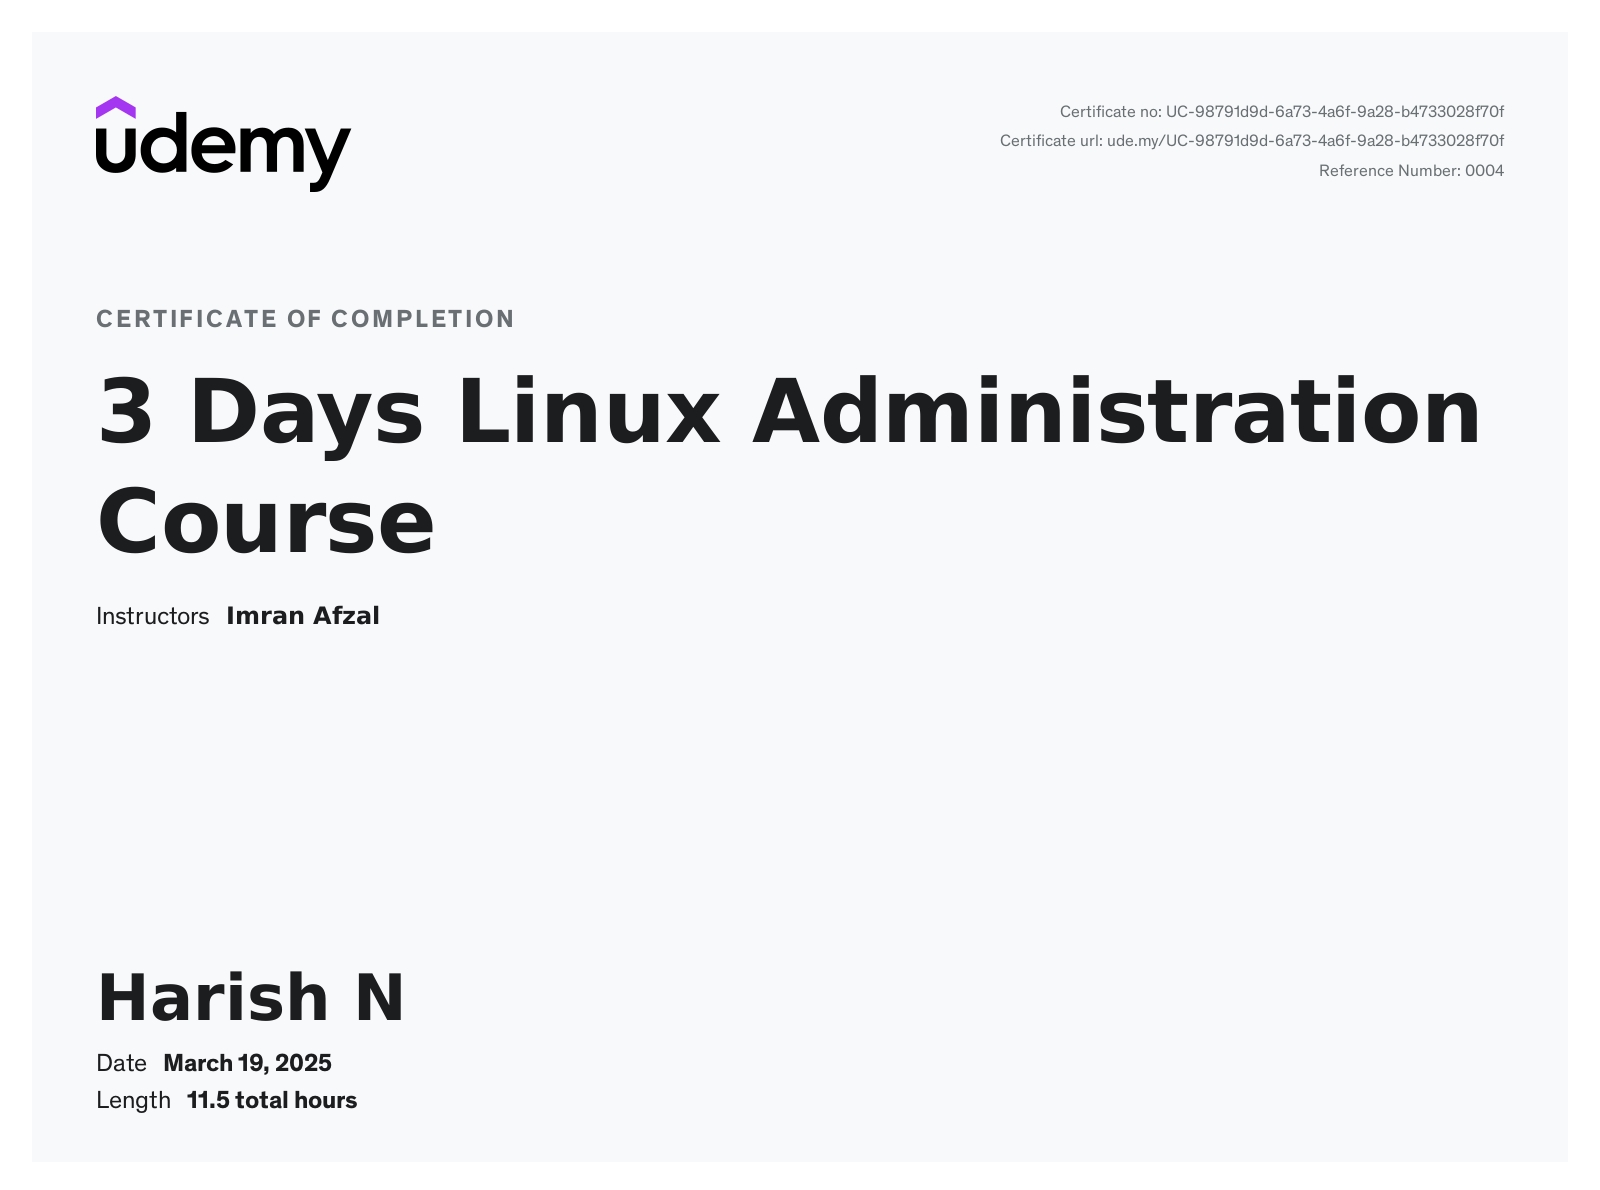 udemy
Certificate no: UC-98791d9d-6a73-4a6f-9a28-b4733028f70f
Certificate url: ude.my/UC-98791d9d-6a73-4a6f-9a28-b4733028f70f
Reference Number: 0004
CERTIFICATE OF COMPLETION
3 Days Linux Administration
Course
Instructors Imran Afzal
Harish N
Date March 19, 2025
Length 11.5 total hours